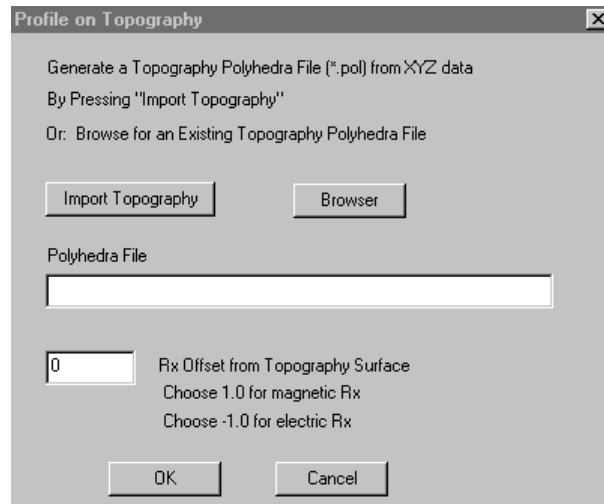 Profile on Topography
Generate a Topography Polyhedra File (*.pol) from XYZ data
By Pressing "Import Topography"
Or: Browse for an Existing Topography Polyhedra File
Import Topography
Browser
Polyhedra File
0
Rx Offset from Topography Surface
Choose 1.0 for magnetic Rx
Choose -1.0 for electric Rx
OK
Cancel